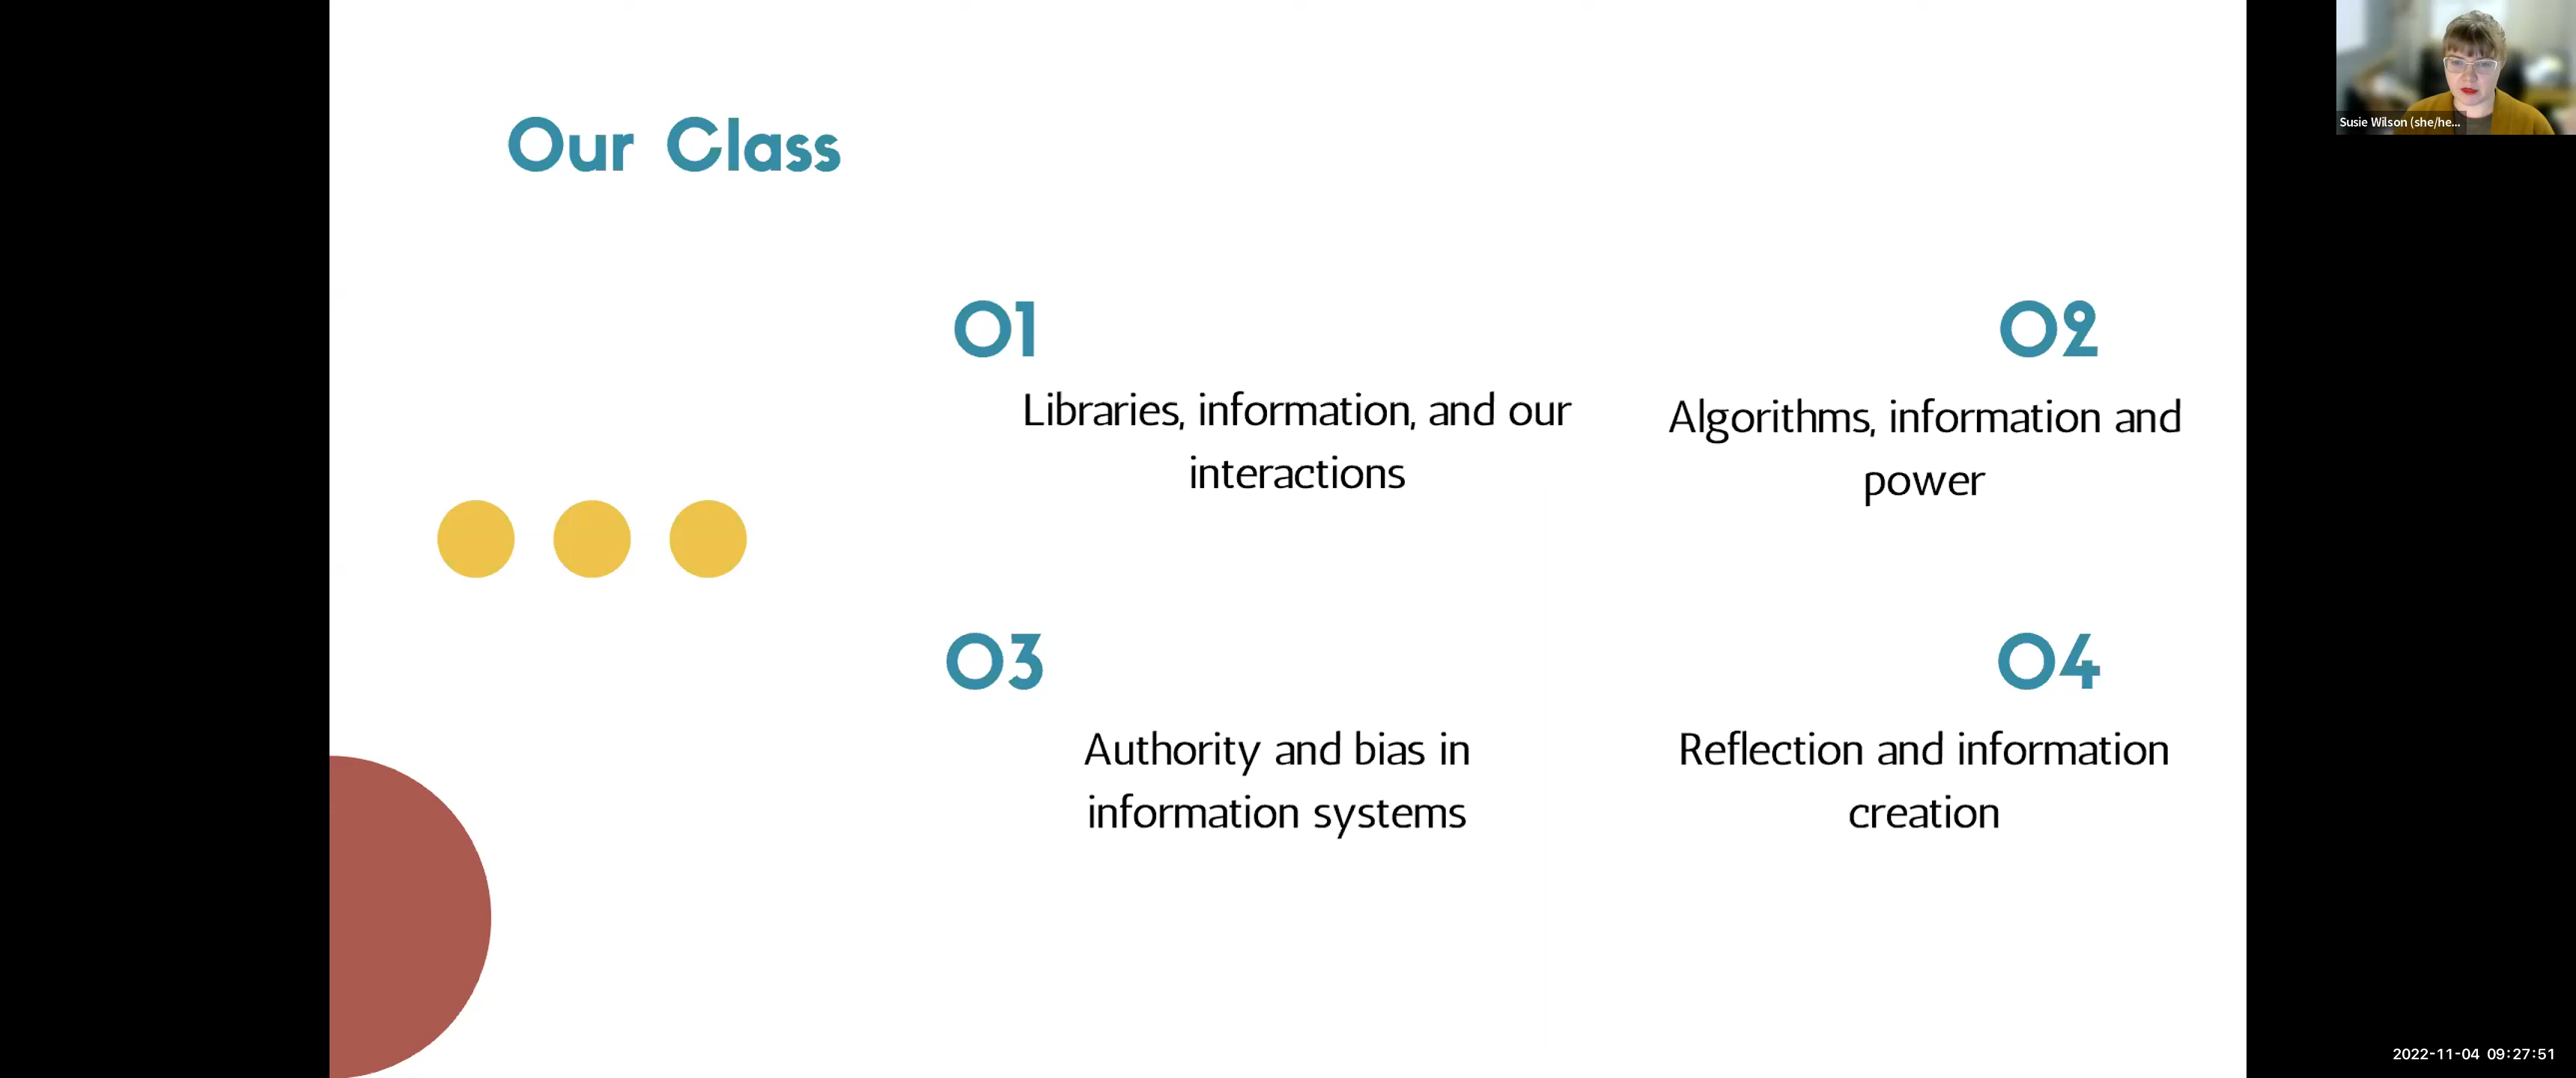 Our Class
01
Libraries, information, and our
interactions
02
Algorithms, information and
power
03
Authority and bias in
information systems
04
Reflection and information
creation
Susie Wilson (she/he...
2022-11-04 09:27:51